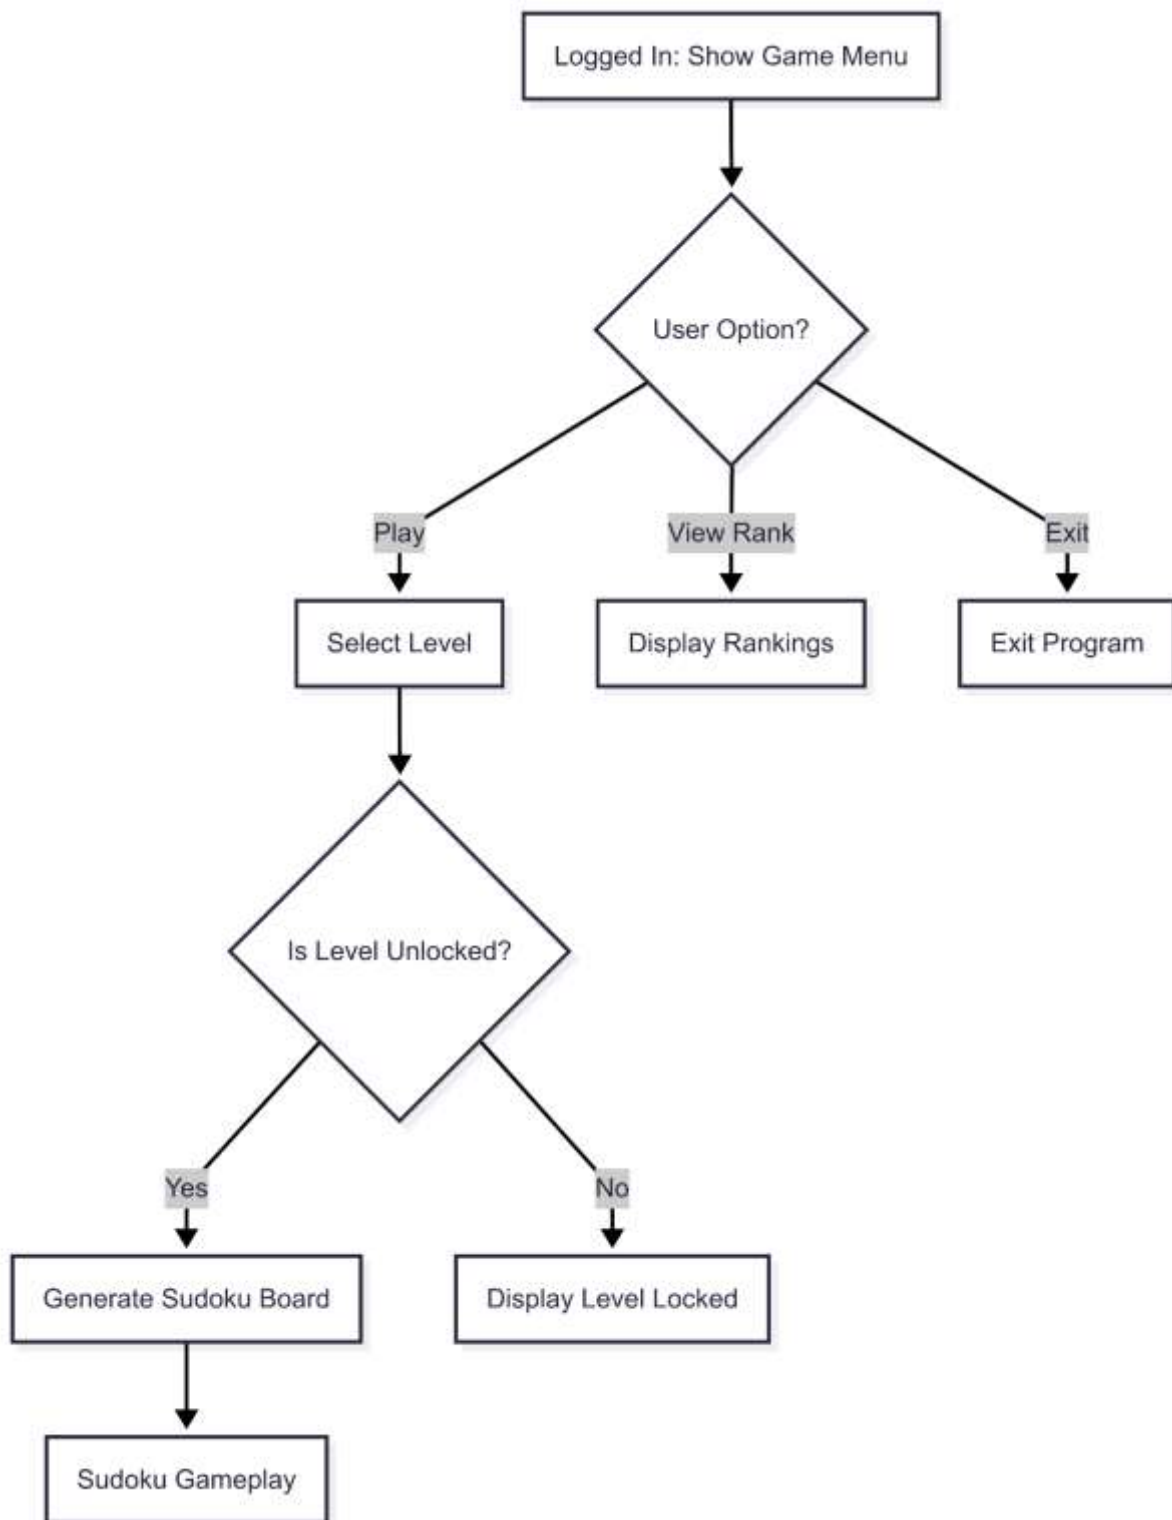 Logged In: Show Game Menu
User Option?
Play
View Rank
Exit
Select Level
Display Rankings
Exit Program
Is Level Unlocked?
Yes
No
Generate Sudoku Board
Display Level Locked
Sudoku Gameplay